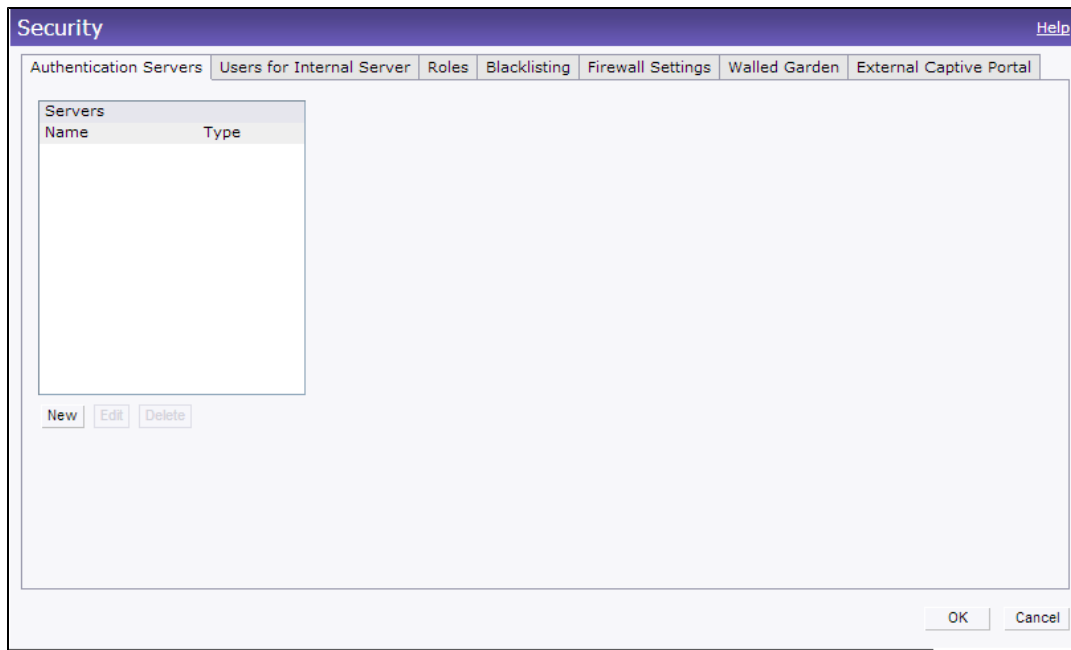 Security Help
Authentication Servers Users for Internal Server Roles Blacklisting Firewall Settings Walled Garden External Captive Portal
Servers
Name Type
New Edit Delete
OK Cancel